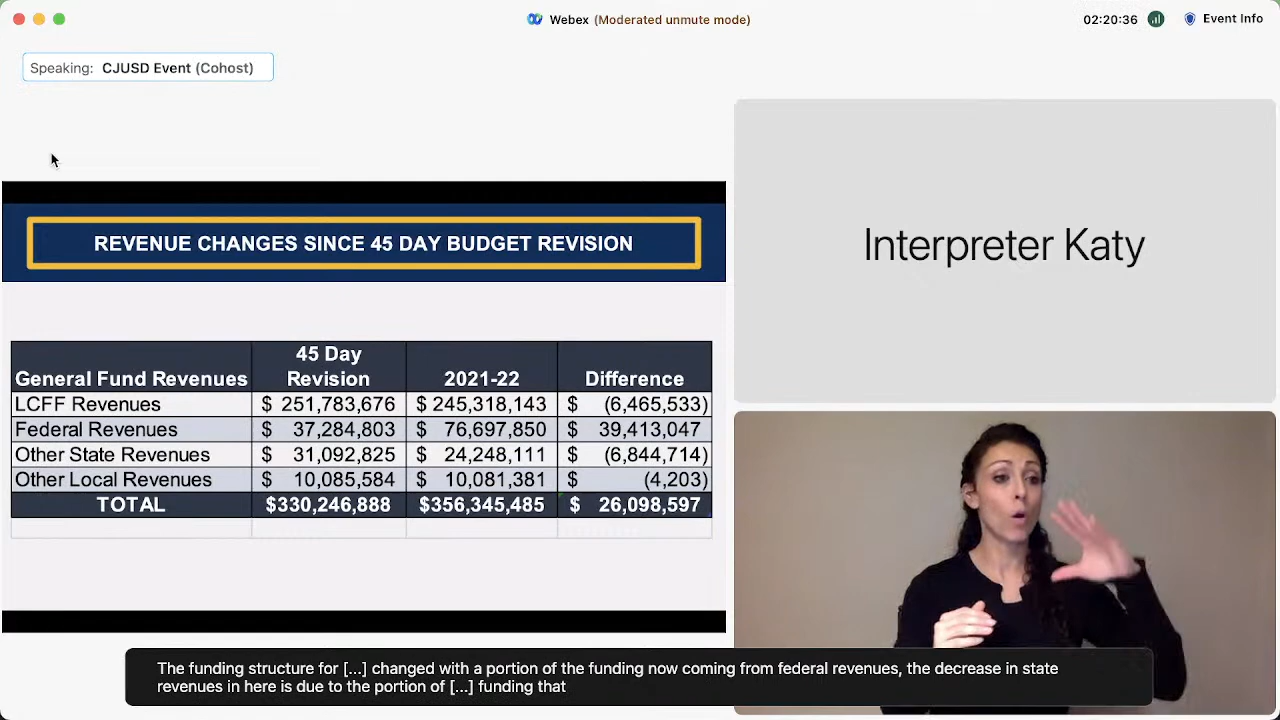 Webex (Moderated unmute mode)
02:20:36
Event Info
Speaking: CJUSD Event (Cohost)
REVENUE CHANGES SINCE 45 DAY BUDGET REVISION
General Fund Revenues 45 Day Revision 2021-22 Difference
LCFF Revenues $ 251,783,676 $ 245,318,143 $ (6,465,533)
Federal Revenues $ 37,284,803 $ 76,697,850 $ 39,413,047
Other State Revenues $ 31,092,825 $ 24,248,111 $ (6,844,714)
Other Local Revenues $ 10,085,584 $ 10,081,381 $ (4,203)
TOTAL $330,246,888 $356,345,485 $ 26,098,597
Interpreter Katy
The funding structure for [...] changed with a portion of the funding now coming from federal revenues, the decrease in state
revenues in here is due to the portion of [...] funding that